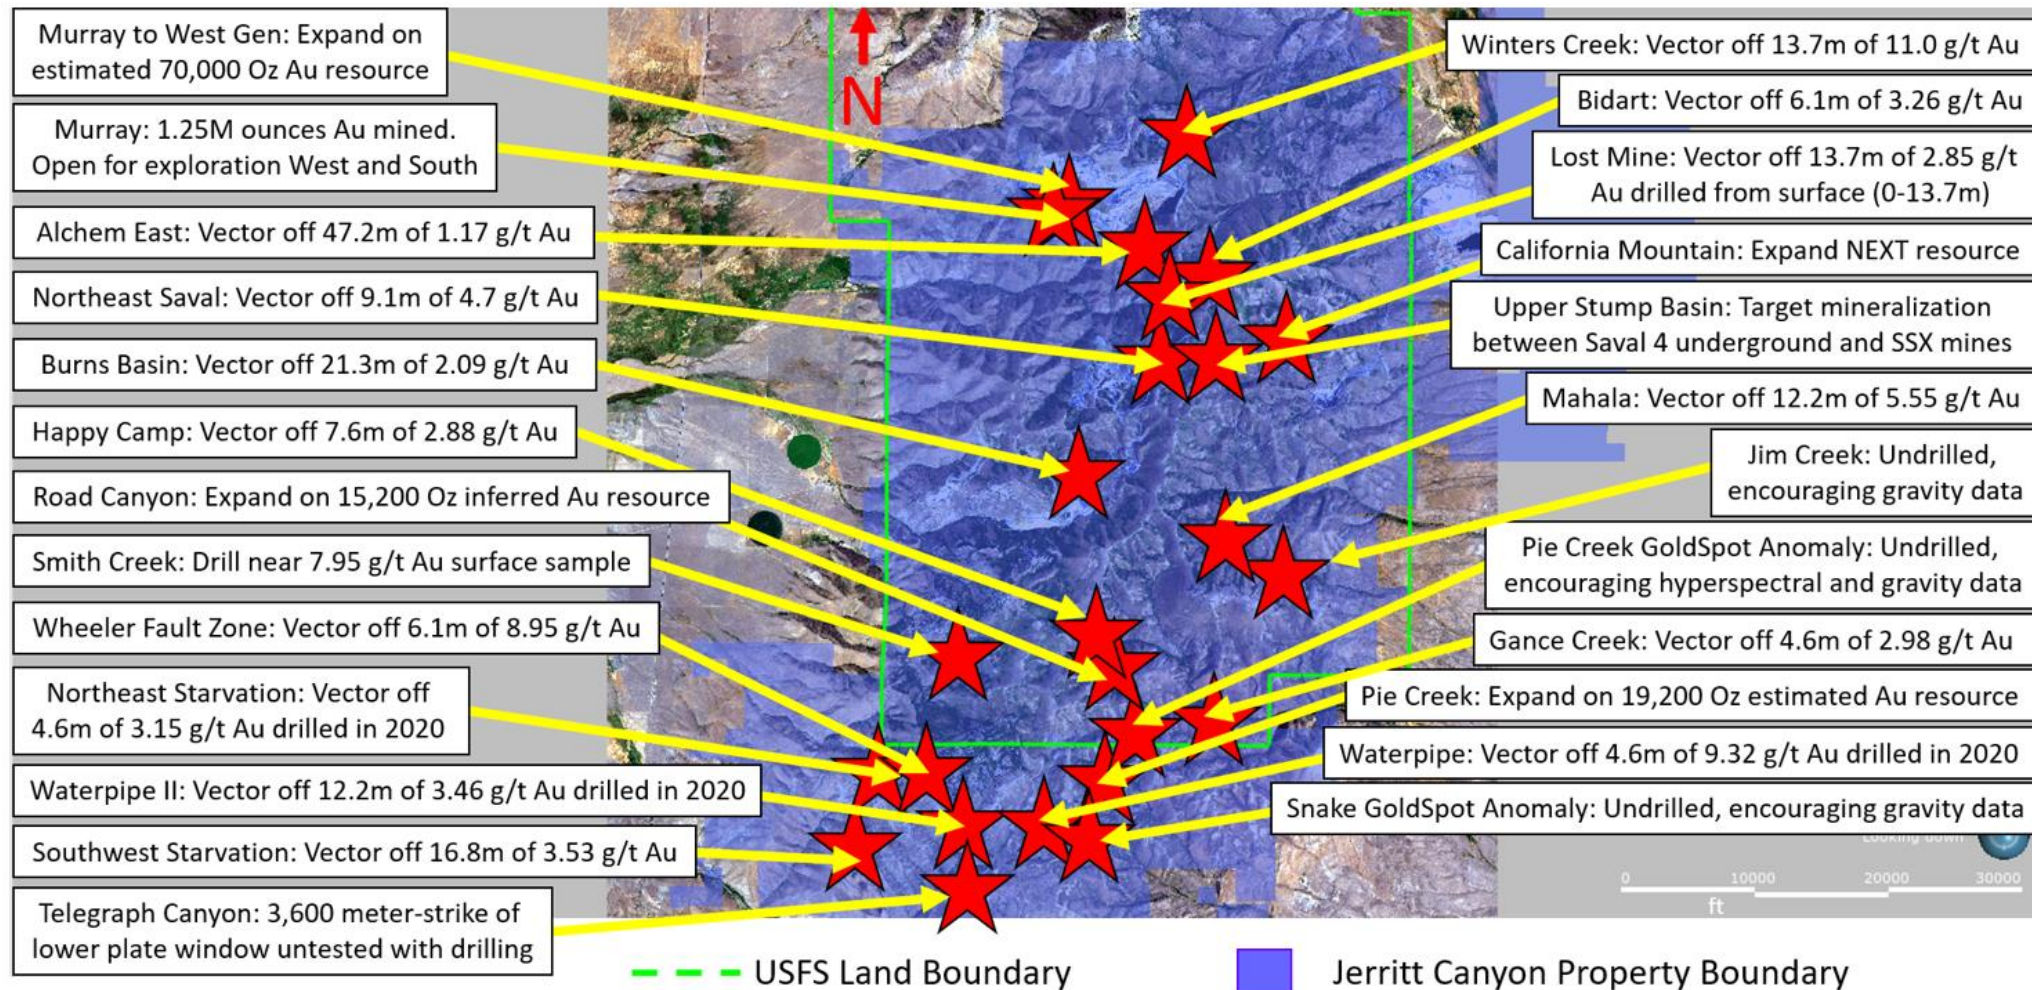 Murray to West Gen: Expand on
estimated 70,000 Oz Au resource
Murray: 1.25M ounces Au mined.
Open for exploration West and South
Alchem East: Vector off 47.2m of 1.17 g/t Au
Northeast Saval: Vector off 9.1m of 4.7 g/t Au
Burns Basin: Vector off 21.3m of 2.09 g/t Au
Happy Camp: Vector off 7.6m of 2.88 g/t Au
Road Canyon: Expand on 15,200 Oz inferred Au resource
Smith Creek: Drill near 7.95 g/t Au surface sample
Wheeler Fault Zone: Vector off 6.1m of 8.95 g/t Au
Northeast Starvation: Vector off
4.6m of 3.15 g/t Au drilled in 2020
Waterpipe II: Vector off 12.2m of 3.46 g/t Au drilled in 2020
Southwest Starvation: Vector off 16.8m of 3.53 g/t Au
Telegraph Canyon: 3,600 meter-strike of
lower plate window untested with drilling
N
Winters Creek: Vector off 13.7m of 11.0 g/t Au
Bidart: Vector off 6.1m of 3.26 g/t Au
Lost Mine: Vector off 13.7m of 2.85 g/t
Au drilled from surface (0-13.7m)
California Mountain: Expand NEXT resource
Upper Stump Basin: Target mineralization
between Saval 4 underground and SSX mines
Mahala: Vector off 12.2m of 5.55 g/t Au
Jim Creek: Undrilled,
encouraging gravity data
Pie Creek GoldSpot Anomaly: Undrilled,
encouraging hyperspectral and gravity data
Gance Creek: Vector off 4.6m of 2.98 g/t Au
Pie Creek: Expand on 19,200 Oz estimated Au resource
Waterpipe: Vector off 4.6m of 9.32 g/t Au drilled in 2020
Snake GoldSpot Anomaly: Undrilled, encouraging gravity data
Looking down
0 10000 20000 30000
ft
USFS Land Boundary
Jerritt Canyon Property Boundary